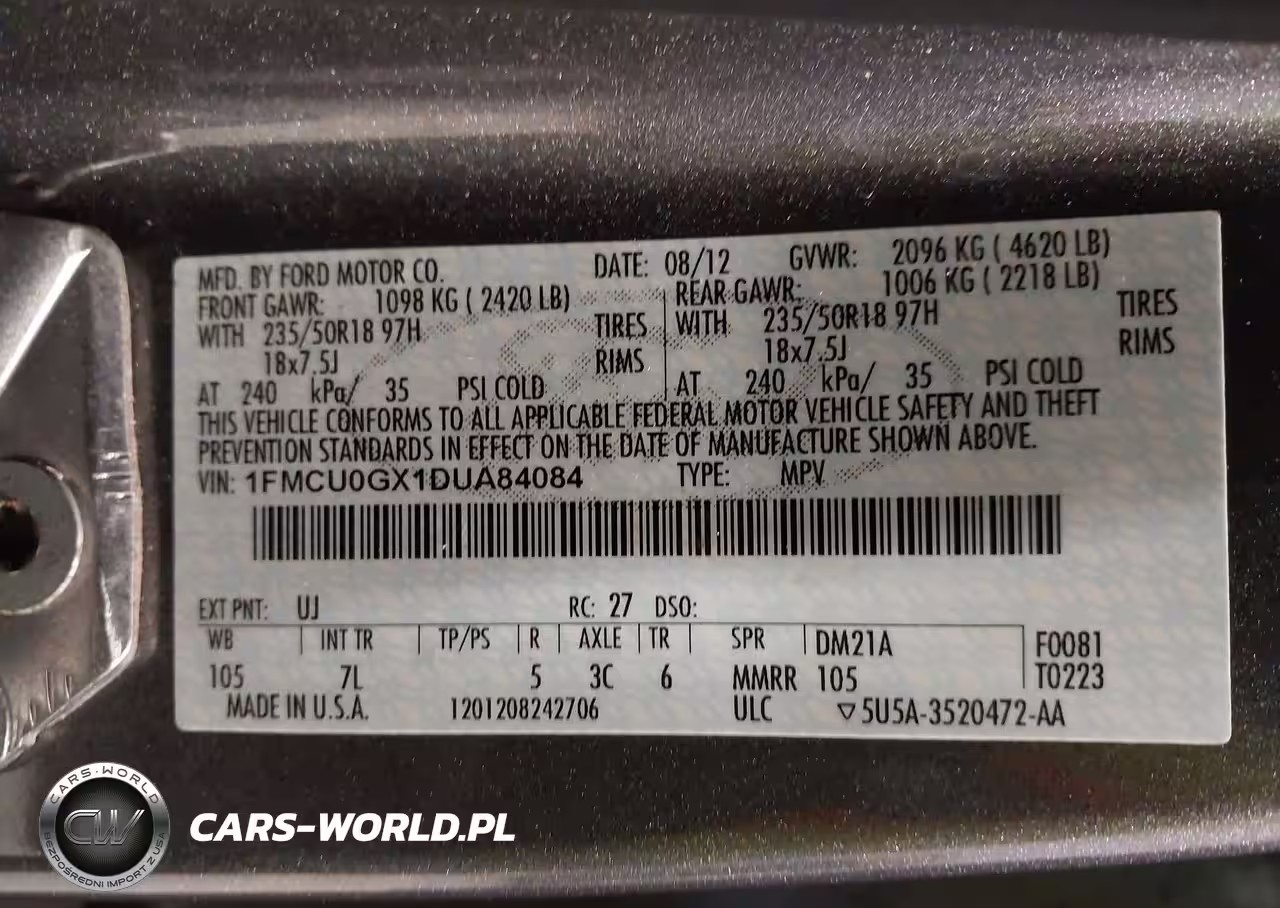 MFD. BY FORD MOTOR CO. DATE: 08/12 GVWR: 2096 KG ( 4620 LB)
FRONT GAWR: 1098 KG ( 2420 LB) REAR GAWR: 1006 KG ( 2218 LB)
WITH 235/50R18 97H TIRES WITH 235/50R18 97H TIRES
18x7.5J RIMS 18x7.5J RIMS
AT 240 kPa/ 35 PSI COLD AT 240 kPa/ 35 PSI COLD
THIS VEHICLE CONFORMS TO ALL APPLICABLE FEDERAL MOTOR VEHICLE SAFETY AND THEFT
PREVENTION STANDARDS IN EFFECT ON THE DATE OF MANUFACTURE SHOWN ABOVE.
VIN: 1FMCU0GX1DUA84084 TYPE: MPV
EXT PNT: UJ RC: 27 DSO:
WB INT TR TP/PS R AXLE TR SPR DM21A F0081
105 7L 5 3C 6 MMRR 105 T0223
MADE IN U.S.A. 1201208242706 ULC ▽5U5A-3520472-AA
CARS-WORLD
CW
BEZPOŚREDNI IMPORT Z USA
CARS-WORLD.PL